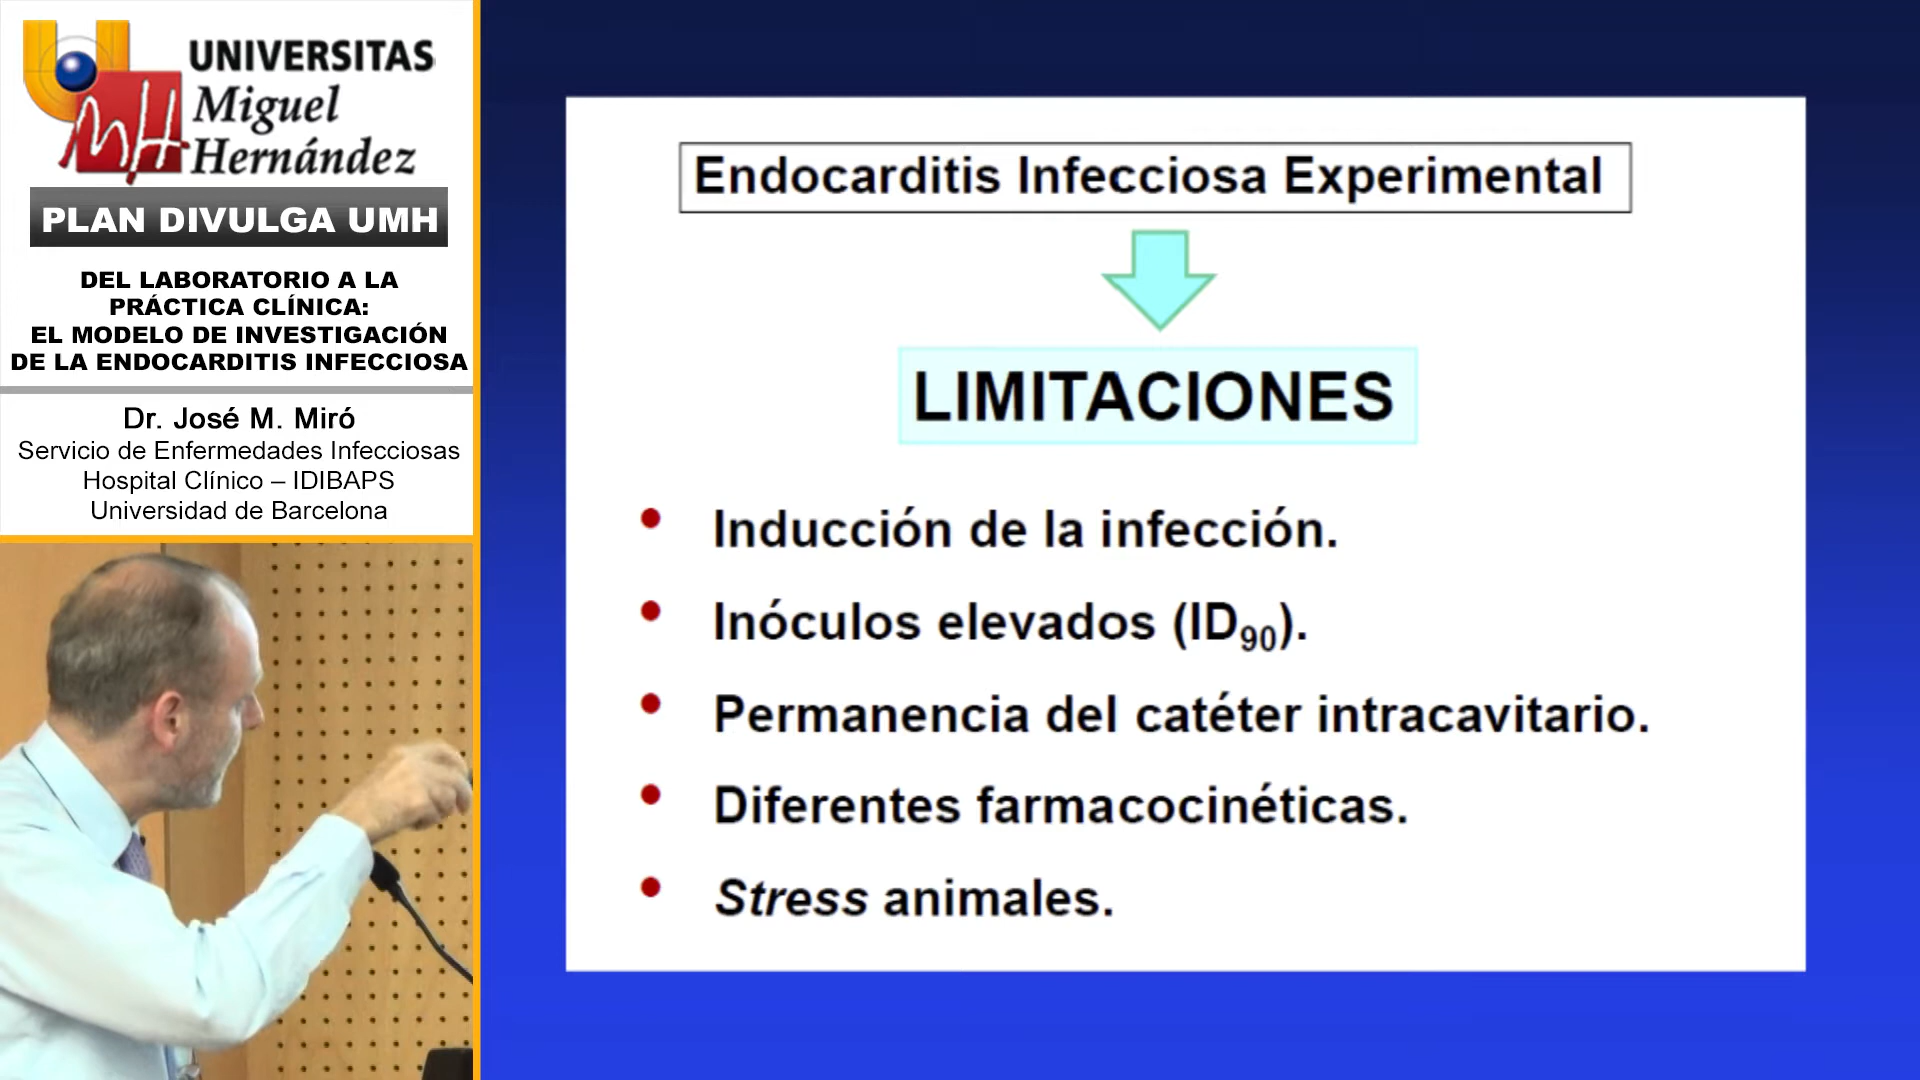 UNIVERSITAS
Miguel
Hernández
PLAN DIVULGA UMH
DEL LABORATORIO A LA
PRÁCTICA CLÍNICA:
EL MODELO DE INVESTIGACIÓN
DE LA ENDOCARDITIS INFECCIOSA
Dr. José M. Miró
Servicio de Enfermedades Infecciosas
Hospital Clínico – IDIBAPS
Universidad de Barcelona
Endocarditis Infecciosa Experimental
LIMITACIONES
• Inducción de la infección.
• Inóculos elevados (ID90).
• Permanencia del catéter intracavitario.
• Diferentes farmacocinéticas.
• Stress animales.